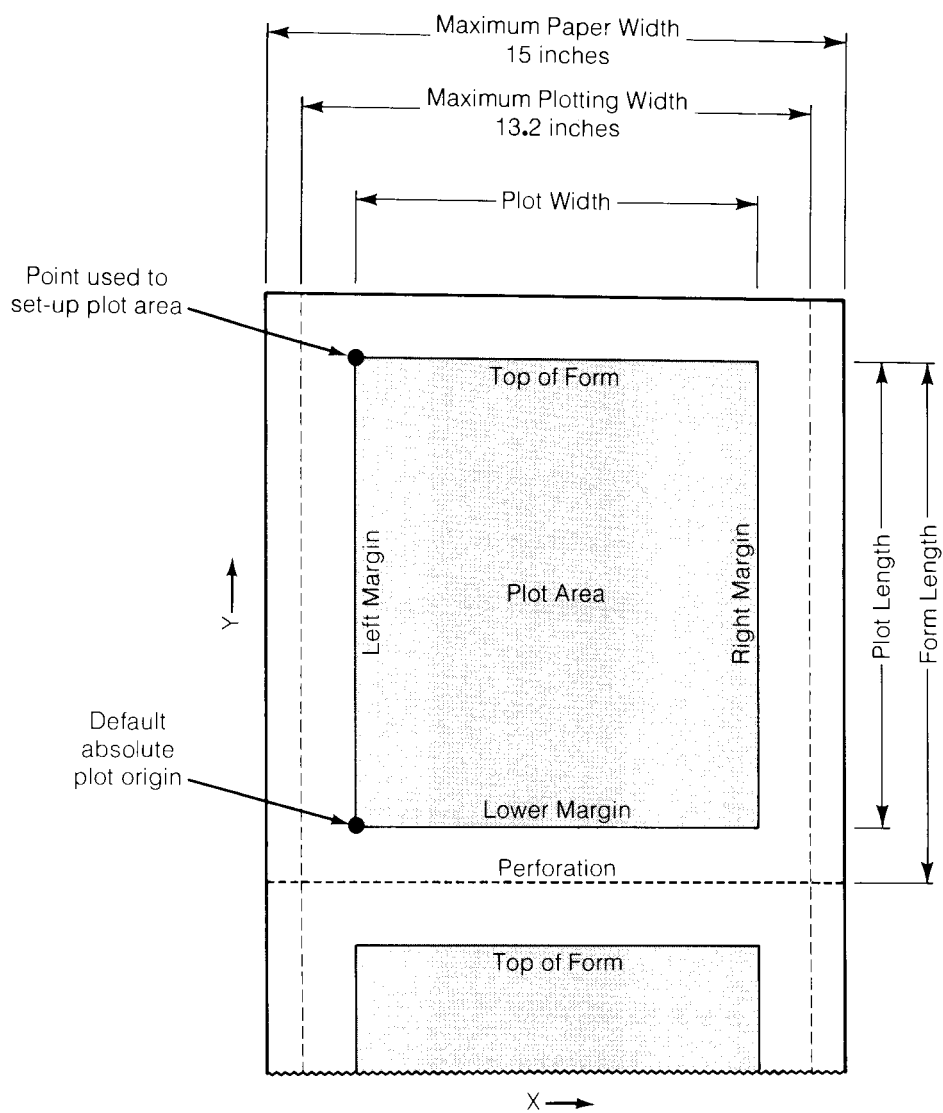 Maximum Paper Width
15 inches
Maximum Plotting Width
13.2 inches
Plot Width
Point used to
set-up plot area
Top of Form
Left Margin
Plot Area
Right Margin
Plot Length
Form Length
Y
Default
absolute
plot origin
Lower Margin
Perforation
Top of Form
X